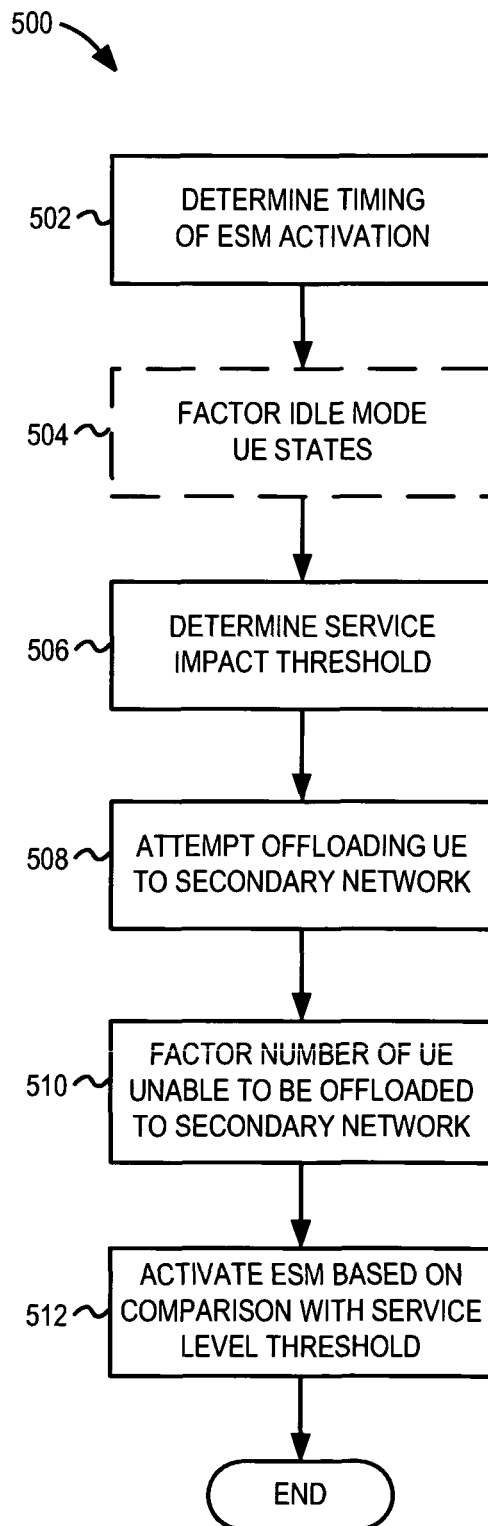 500
502
DETERMINE TIMING
OF ESM ACTIVATION
504
FACTOR IDLE MODE
UE STATES
506
DETERMINE SERVICE
IMPACT THRESHOLD
508
ATTEMPT OFFLOADING UE
TO SECONDARY NETWORK
510
FACTOR NUMBER OF UE
UNABLE TO BE OFFLOADED
TO SECONDARY NETWORK
512
ACTIVATE ESM BASED ON
COMPARISON WITH SERVICE
LEVEL THRESHOLD
END